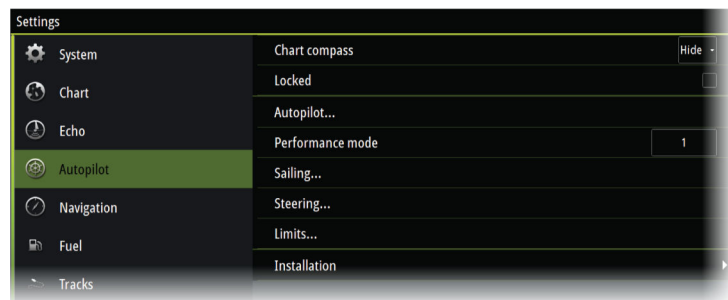 Settings
System
Chart
Echo
Autopilot
Navigation
Fuel
Tracks
Chart compass Hide
Locked
Autopilot...
Performance mode 1
Sailing...
Steering...
Limits...
Installation